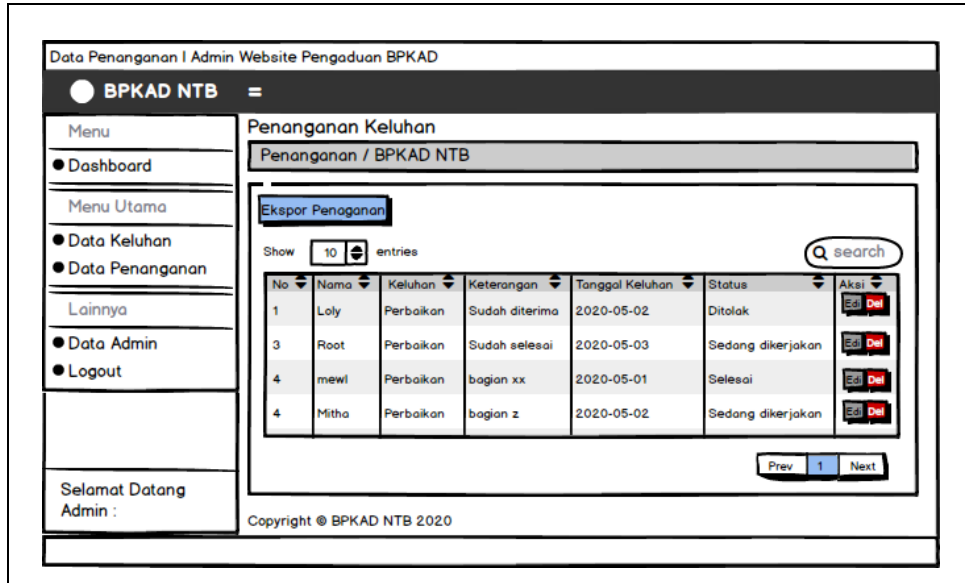 Data Penanganan | Admin Website Pengaduan BPKAD
BPKAD NTB =
Menu
Dashboard
Menu Utama
Data Keluhan
Data Penanganan
Lainnya
Data Admin
Logout
Selamat Datang
Admin :
Penanganan Keluhan
Penanganan / BPKAD NTB
Ekspor Penaganan
Show 10 entries
search
No Nama Keluhan Keterangan Tanggal Keluhan Status Aksi
1 Loly Perbaikan Sudah diterima 2020-05-02 Ditolak Edi Del
3 Root Perbaikan Sudah selesai 2020-05-03 Sedang dikerjakan Edi Del
4 mewl Perbaikan bagian xx 2020-05-01 Selesai Edi Del
4 Mitha Perbaikan bagian z 2020-05-02 Sedang dikerjakan Edi Del
Prev 1 Next
Copyright © BPKAD NTB 2020